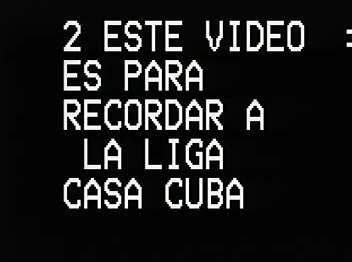 2 ESTE VIDEO :
ES PARA
RECORDAR A
LA LIGA
CASA CUBA